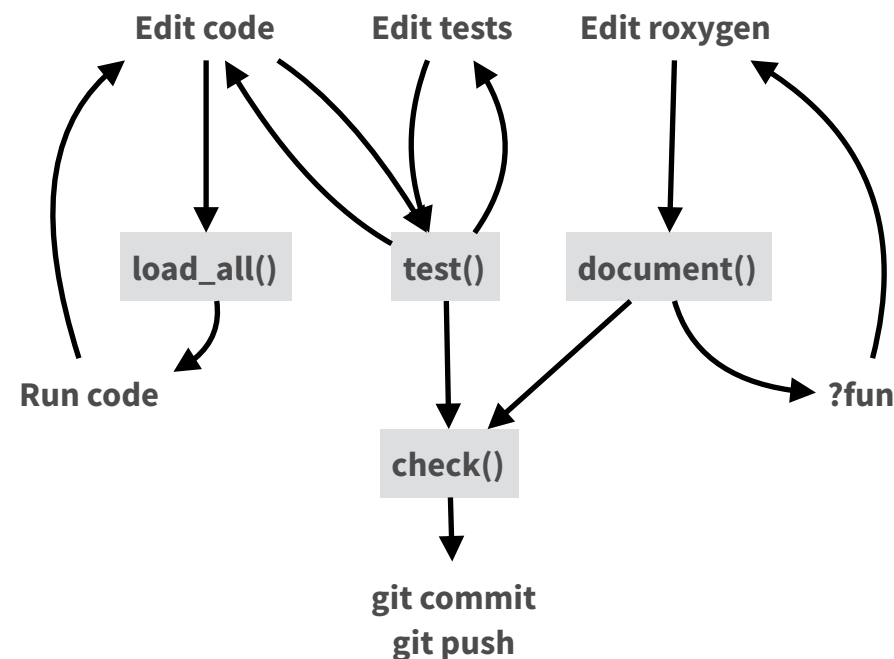 Edit code
Edit tests
Edit roxygen
load_all()
test()
document()
Run code
?fun
check()
git commit
git push